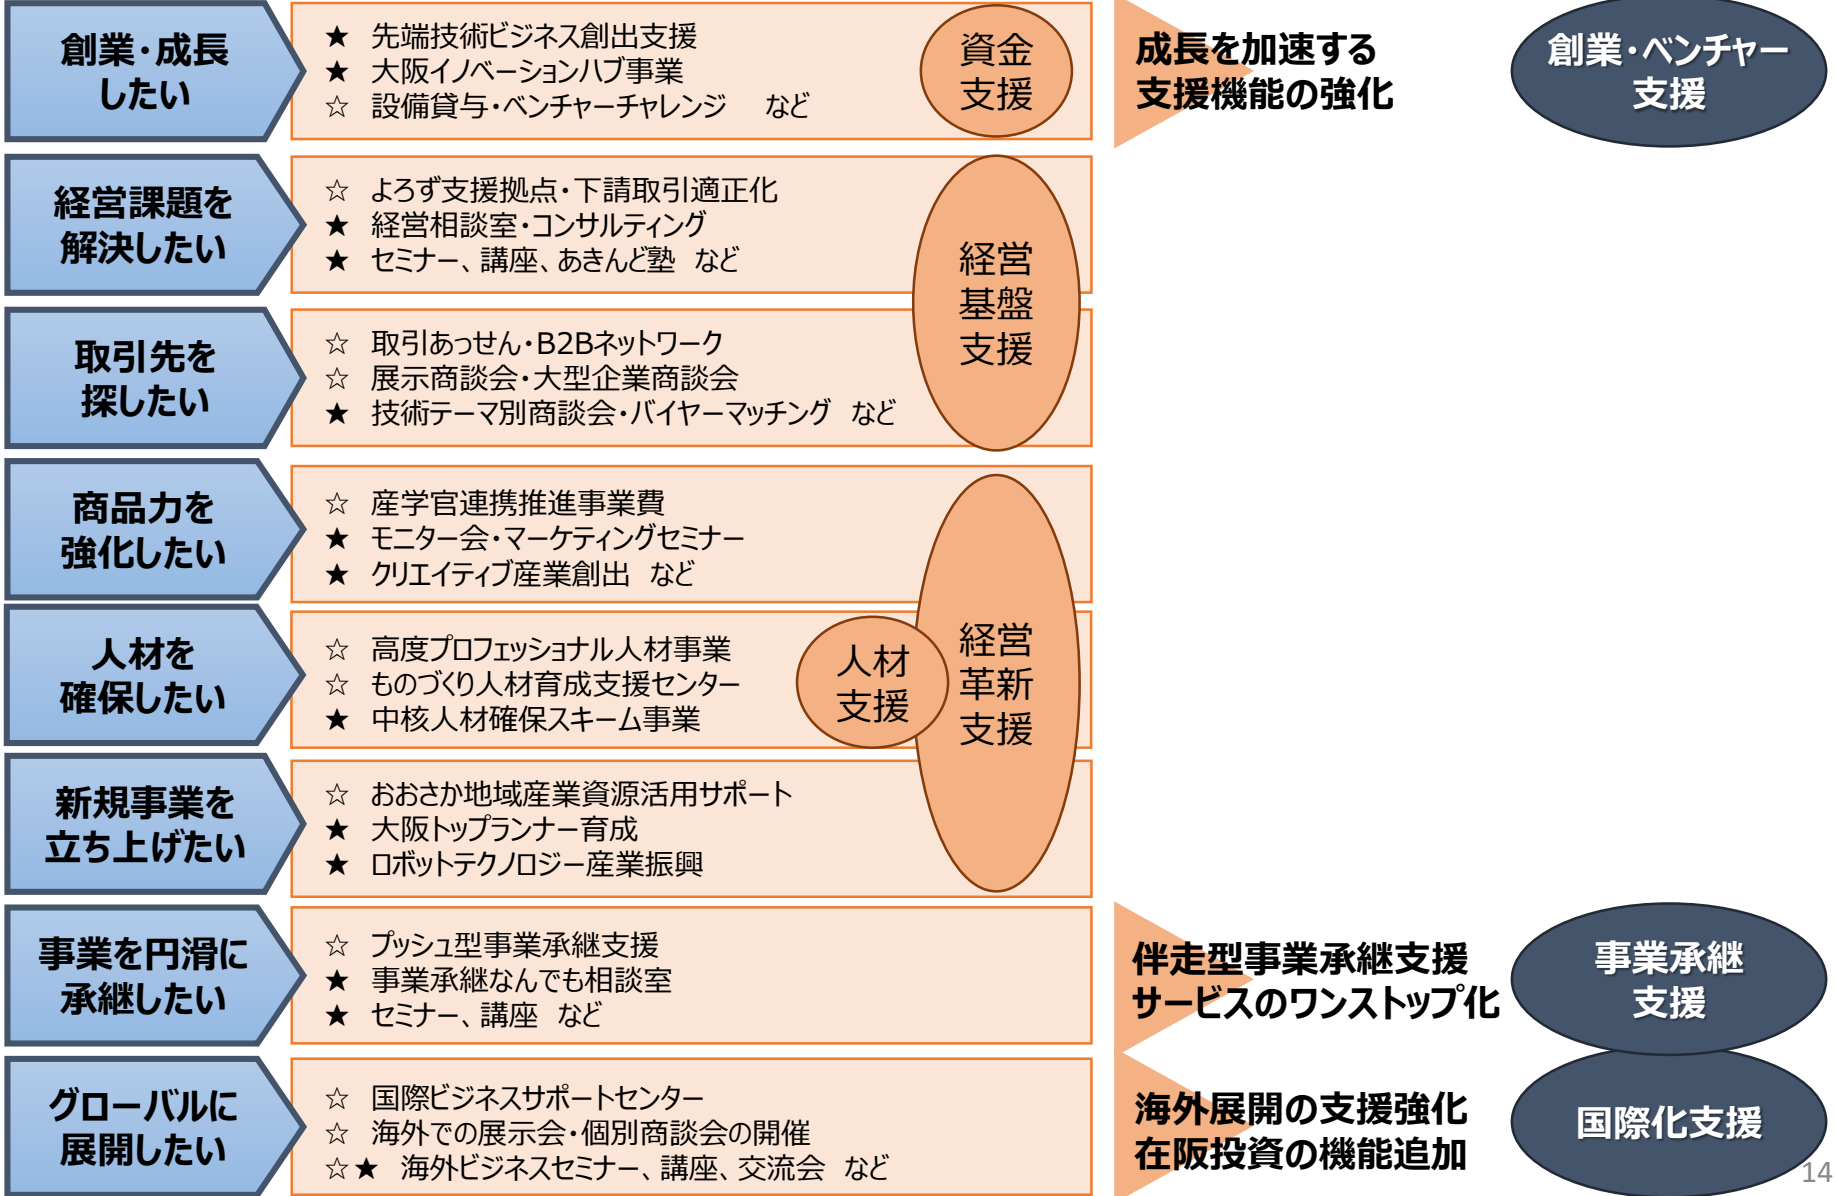 創業・成長
したい
★ 先端技術ビジネス創出支援
★ 大阪イノベーションハブ事業
☆ 設備貸与・ベンチャーチャレンジ など
資金
支援
成長を加速する
支援機能の強化
創業・ベンチャー
支援
経営課題を
解決したい
☆ よろず支援拠点・下請取引適正化
★ 経営相談室・コンサルティング
★ セミナー、講座、あきんど塾 など
経営
基盤
支援
取引先を
探したい
☆ 取引あっせん・B2Bネットワーク
☆ 展示商談会・大型企業商談会
★ 技術テーマ別商談会・バイヤーマッチング など
商品力を
強化したい
☆ 産学官連携推進事業費
★ モニター会・マーケティングセミナー
★ クリエイティブ産業創出 など
人材を
確保したい
☆ 高度プロフェッショナル人材事業
☆ ものづくり人材育成支援センター
★ 中核人材確保スキーム事業
人材
支援
経営
革新
支援
新規事業を
立ち上げたい
☆ おおさか地域産業資源活用サポート
★ 大阪トップランナー育成
★ ロボットテクノロジー産業振興
事業を円滑に
承継したい
☆ プッシュ型事業承継支援
★ 事業承継なんでも相談室
★ セミナー、講座 など
伴走型事業承継支援
サービスのワンストップ化
事業承継
支援
グローバルに
展開したい
☆ 国際ビジネスサポートセンター
☆ 海外での展示会・個別商談会の開催
☆★ 海外ビジネスセミナー、講座、交流会 など
海外展開の支援強化
在阪投資の機能追加
国際化支援
14